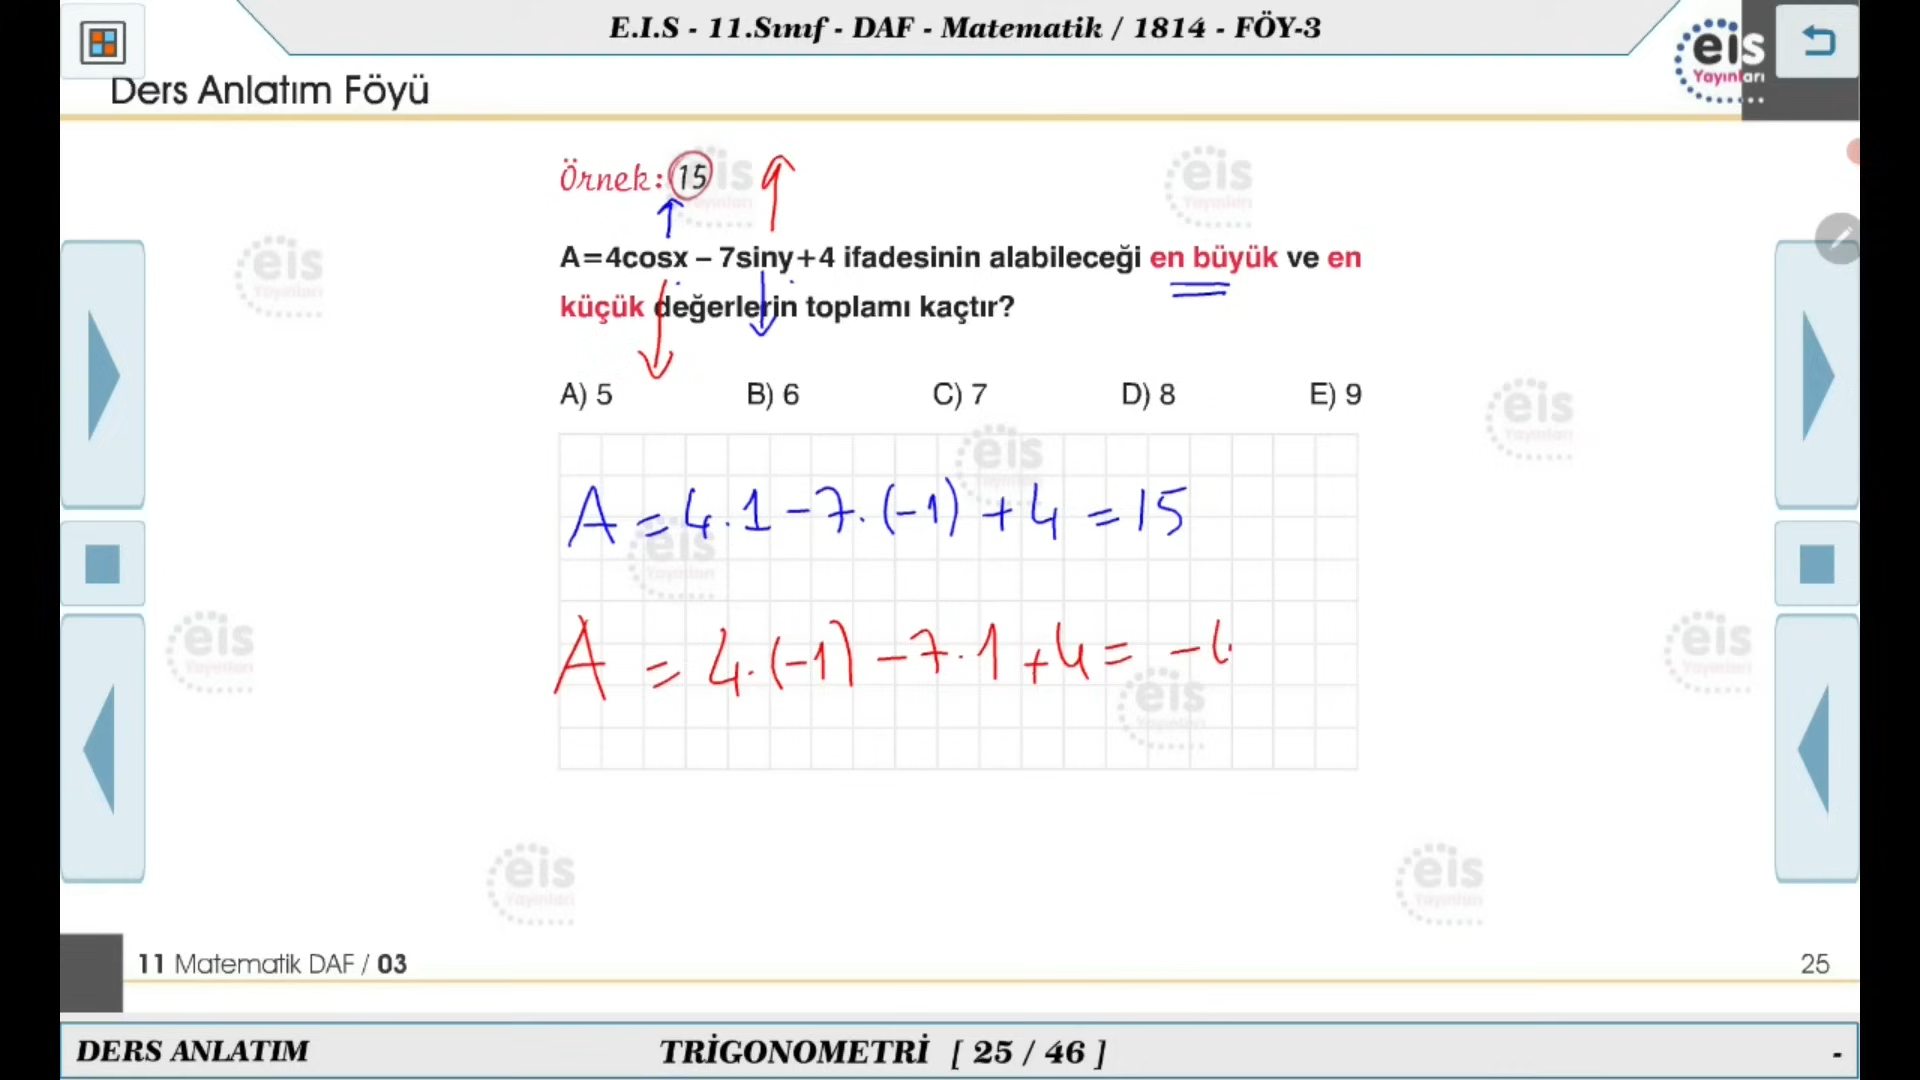 E.I.S - 11.Sınıf - DAF - Matematik / 1814 - FÖY-3
eis
Yayınları
Ders Anlatım Föyü
Örnek: 15
A=4cosx – 7siny+4 ifadesinin alabileceği en büyük ve en
küçük değerlerin toplamı kaçtır?
A) 5 B) 6 C) 7 D) 8 E) 9
A = 4.1 - 7.(-1) + 4 = 15
A = 4.(-1) - 7.1 + 4 = -
11 Matematik DAF / 03
25
DERS ANLATIM
TRİGONOMETRİ [ 25 / 46 ]
-